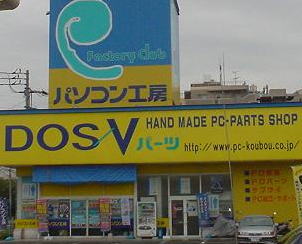 Factory Club
パソコン工房
DOS/V パーツ
HAND MADE PC-PARTS SHOP
http://www.pc-koubou.co.jp/